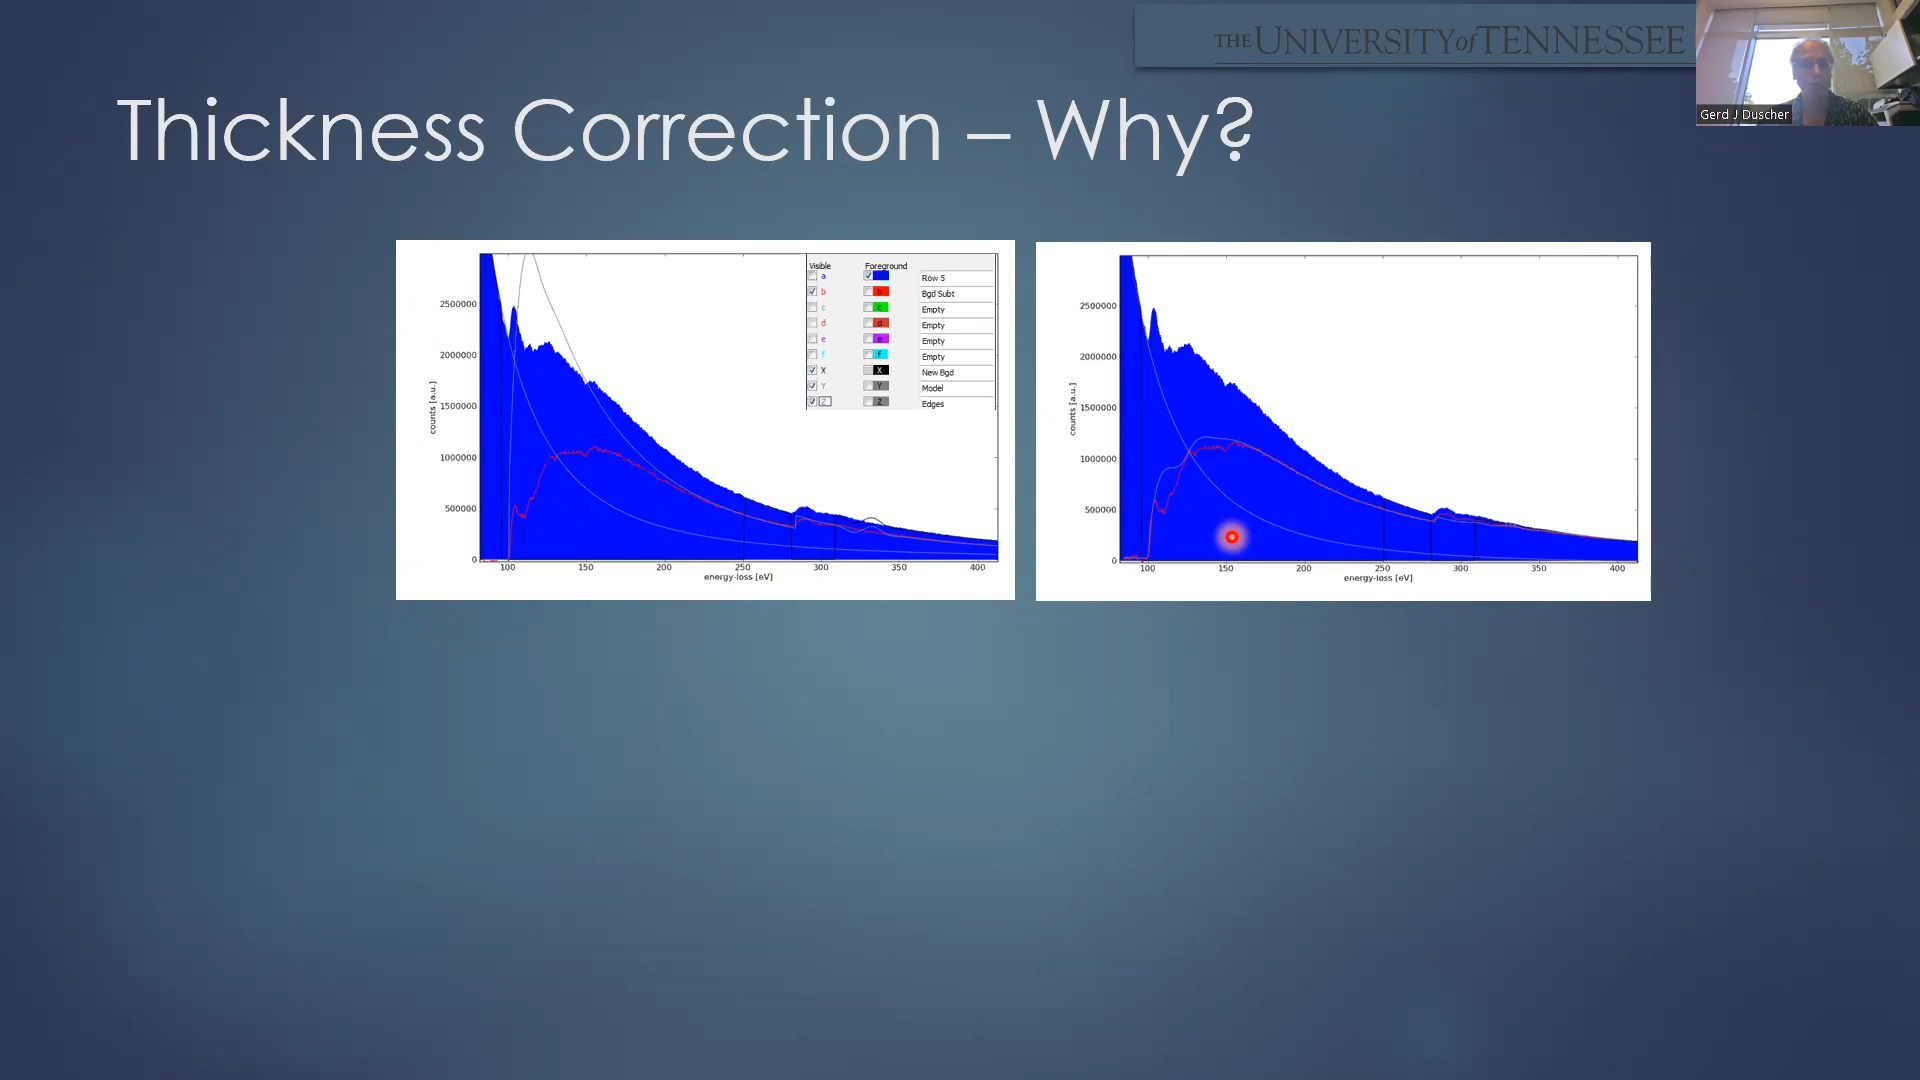 THE UNIVERSITY of TENNESSEE
Gerd J Duscher
Thickness Correction – Why?
Visible Foreground
a Row 5
b b Bgd Subt
c c Empty
d d Empty
e e Empty
f f Empty
X X New Bgd
Y Y Model
Z Z Edges
2500000
2000000
1500000
1000000
500000
0
counts [a.u.]
100 150 200 250 300 350 400
energy-loss [eV]
2500000
2000000
1500000
1000000
500000
0
counts [a.u.]
100 150 200 250 300 350 400
energy-loss [eV]